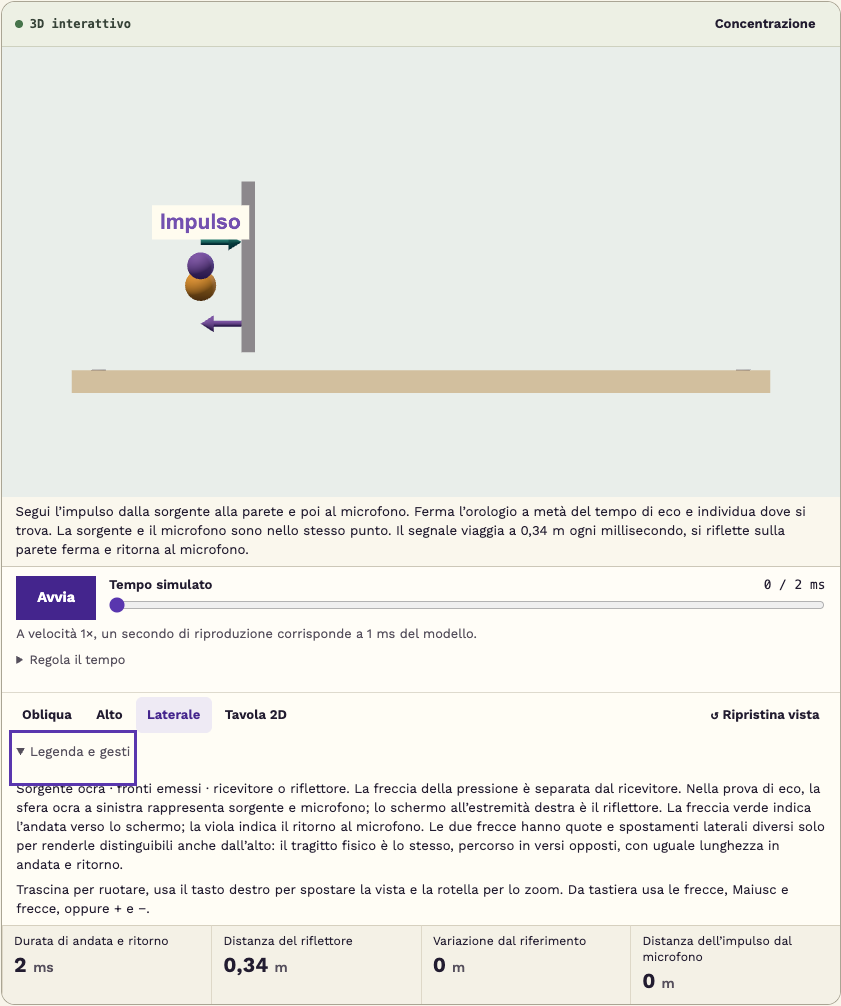 3D interattivo
Concentrazione
Impulso
Segui l’impulso dalla sorgente alla parete e poi al microfono. Ferma l’orologio a metà del tempo di eco e individua dove si
trova. La sorgente e il microfono sono nello stesso punto. Il segnale viaggia a 0,34 m ogni millisecondo, si riflette sulla
parete ferma e ritorna al microfono.
Avvia
Tempo simulato
0 / 2 ms
A velocità 1×, un secondo di riproduzione corrisponde a 1 ms del modello.
▶ Regola il tempo
Obliqua
Alto
Laterale
Tavola 2D
↺ Ripristina vista
▼ Legenda e gesti
Sorgente ocra · fronti emessi · ricevitore o riflettore. La freccia della pressione è separata dal ricevitore. Nella prova di eco, la
sfera ocra a sinistra rappresenta sorgente e microfono; lo schermo all’estremità destra è il riflettore. La freccia verde indica
l’andata verso lo schermo; la viola indica il ritorno al microfono. Le due frecce hanno quote e spostamenti laterali diversi solo
per renderle distinguibili anche dall’alto: il tragitto fisico è lo stesso, percorso in versi opposti, con uguale lunghezza in
andata e ritorno.
Trascina per ruotare, usa il tasto destro per spostare la vista e la rotella per lo zoom. Da tastiera usa le frecce, Maiusc e
frecce, oppure + e −.
Durata di andata e ritorno
2 ms
Distanza del riflettore
0,34 m
Variazione dal riferimento
0 m
Distanza dell’impulso dal
microfono
0 m